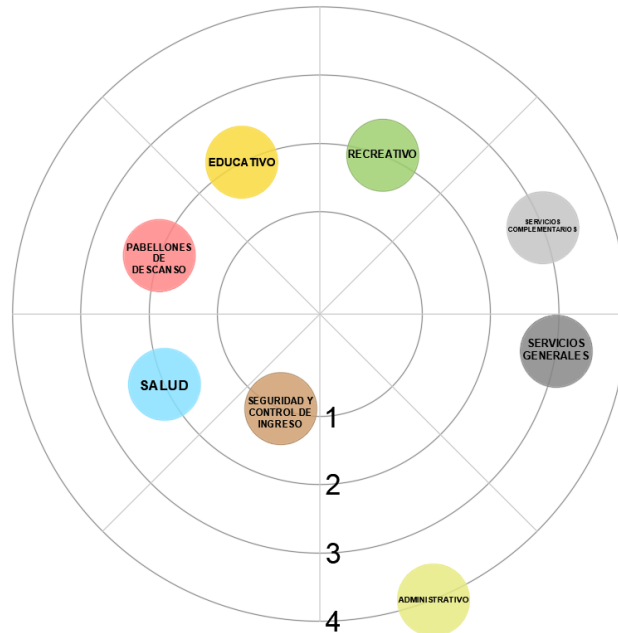 EDUCATIVO
RECREATIVO
SERVICIOS
COMPLEMENTARIOS
PABELLONES
DE
DESCANSO
SERVICIOS
GENERALES
SALUD
SEGURIDAD Y
CONTROL DE
INGRESO
1
2
3
ADMINISTRATIVO
4